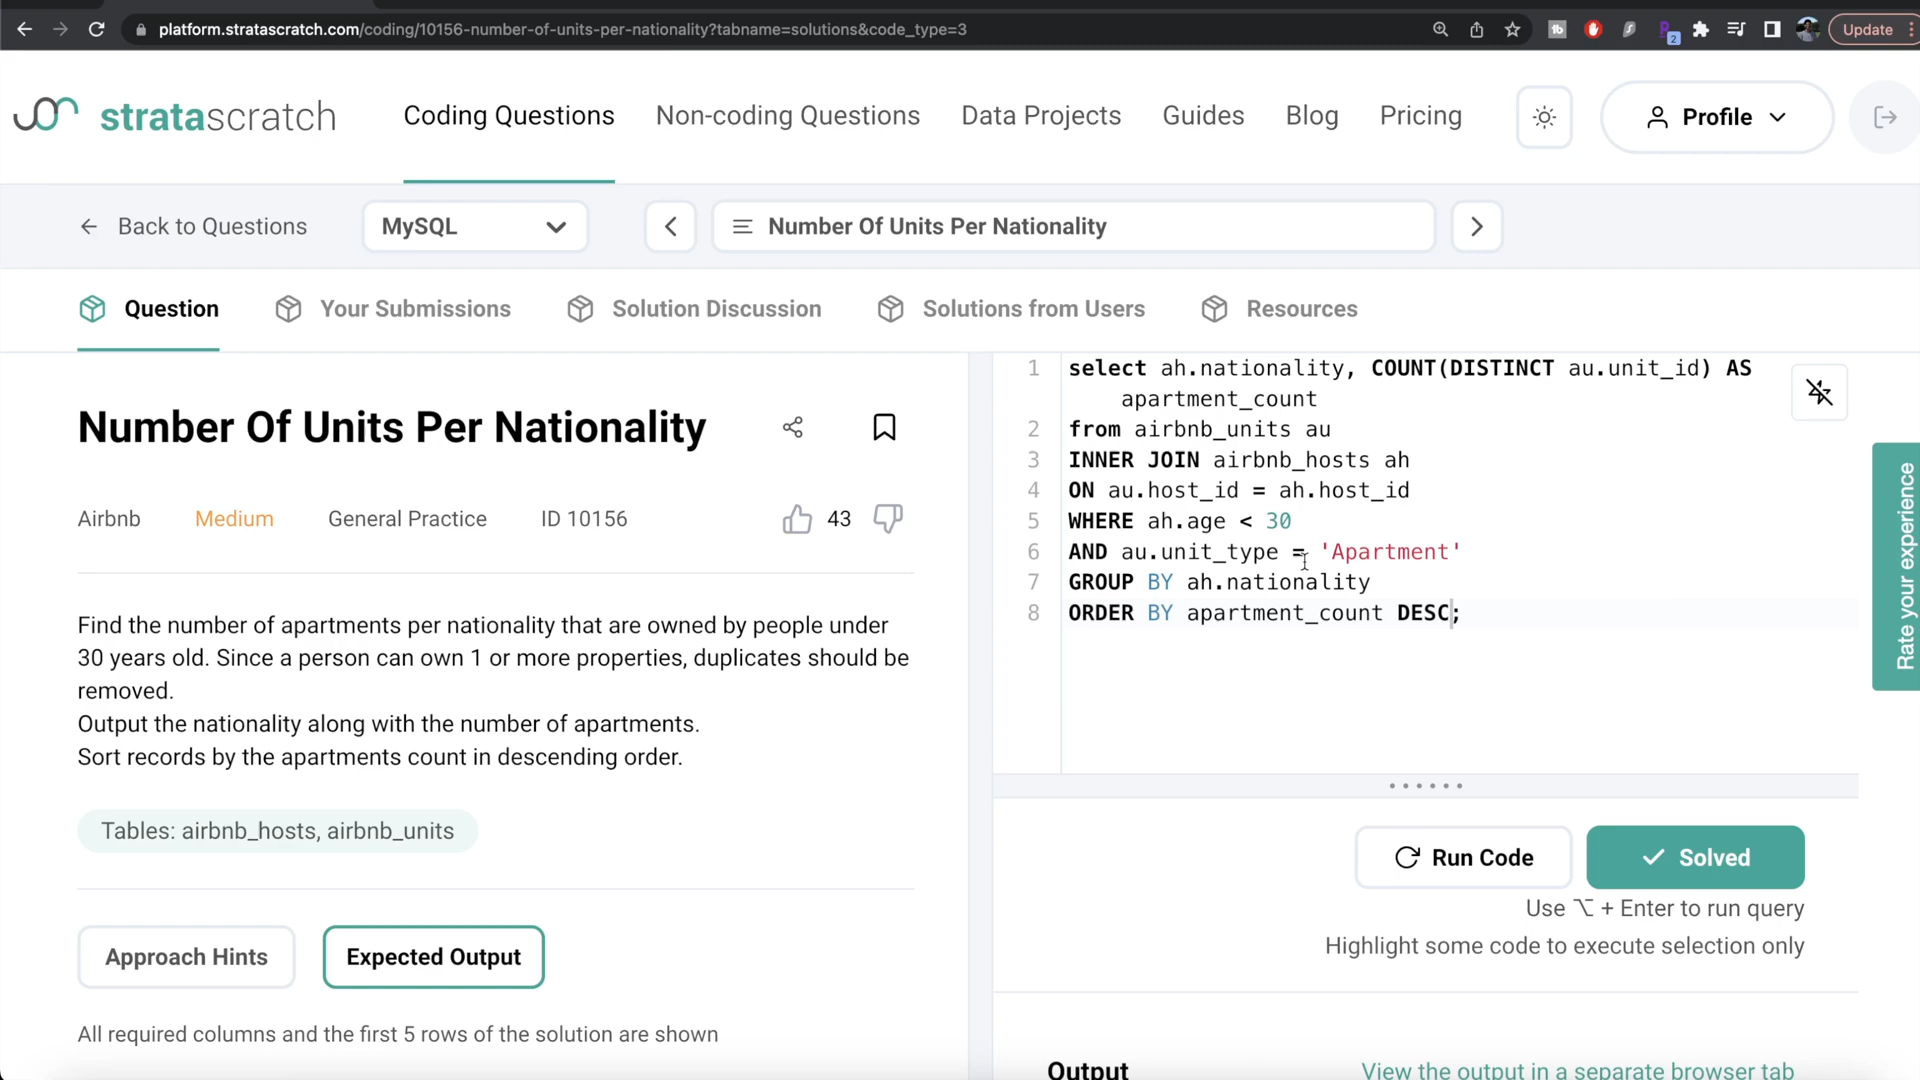 platform.stratascratch.com/coding/10156-number-of-units-per-nationality?tabname=solutions&code_type=3
2
Update
stratascratch
Coding Questions
Non-coding Questions
Data Projects
Guides
Blog
Pricing
Profile
Back to Questions
MySQL
Number Of Units Per Nationality
Question
Your Submissions
Solution Discussion
Solutions from Users
Resources
Number Of Units Per Nationality
Airbnb
Medium
General Practice
ID 10156
43
Find the number of apartments per nationality that are owned by people under
30 years old. Since a person can own 1 or more properties, duplicates should be
removed.
Output the nationality along with the number of apartments.
Sort records by the apartments count in descending order.
Tables: airbnb_hosts, airbnb_units
Approach Hints
Expected Output
All required columns and the first 5 rows of the solution are shown
1 select ah.nationality, COUNT(DISTINCT au.unit_id) AS
apartment_count
2 from airbnb_units au
3 INNER JOIN airbnb_hosts ah
4 ON au.host_id = ah.host_id
5 WHERE ah.age < 30
6 AND au.unit_type = 'Apartment'
7 GROUP BY ah.nationality
8 ORDER BY apartment_count DESC;
Rate your experience
Run Code
Solved
Use ⌥ + Enter to run query
Highlight some code to execute selection only
Output
View the output in a separate browser tab